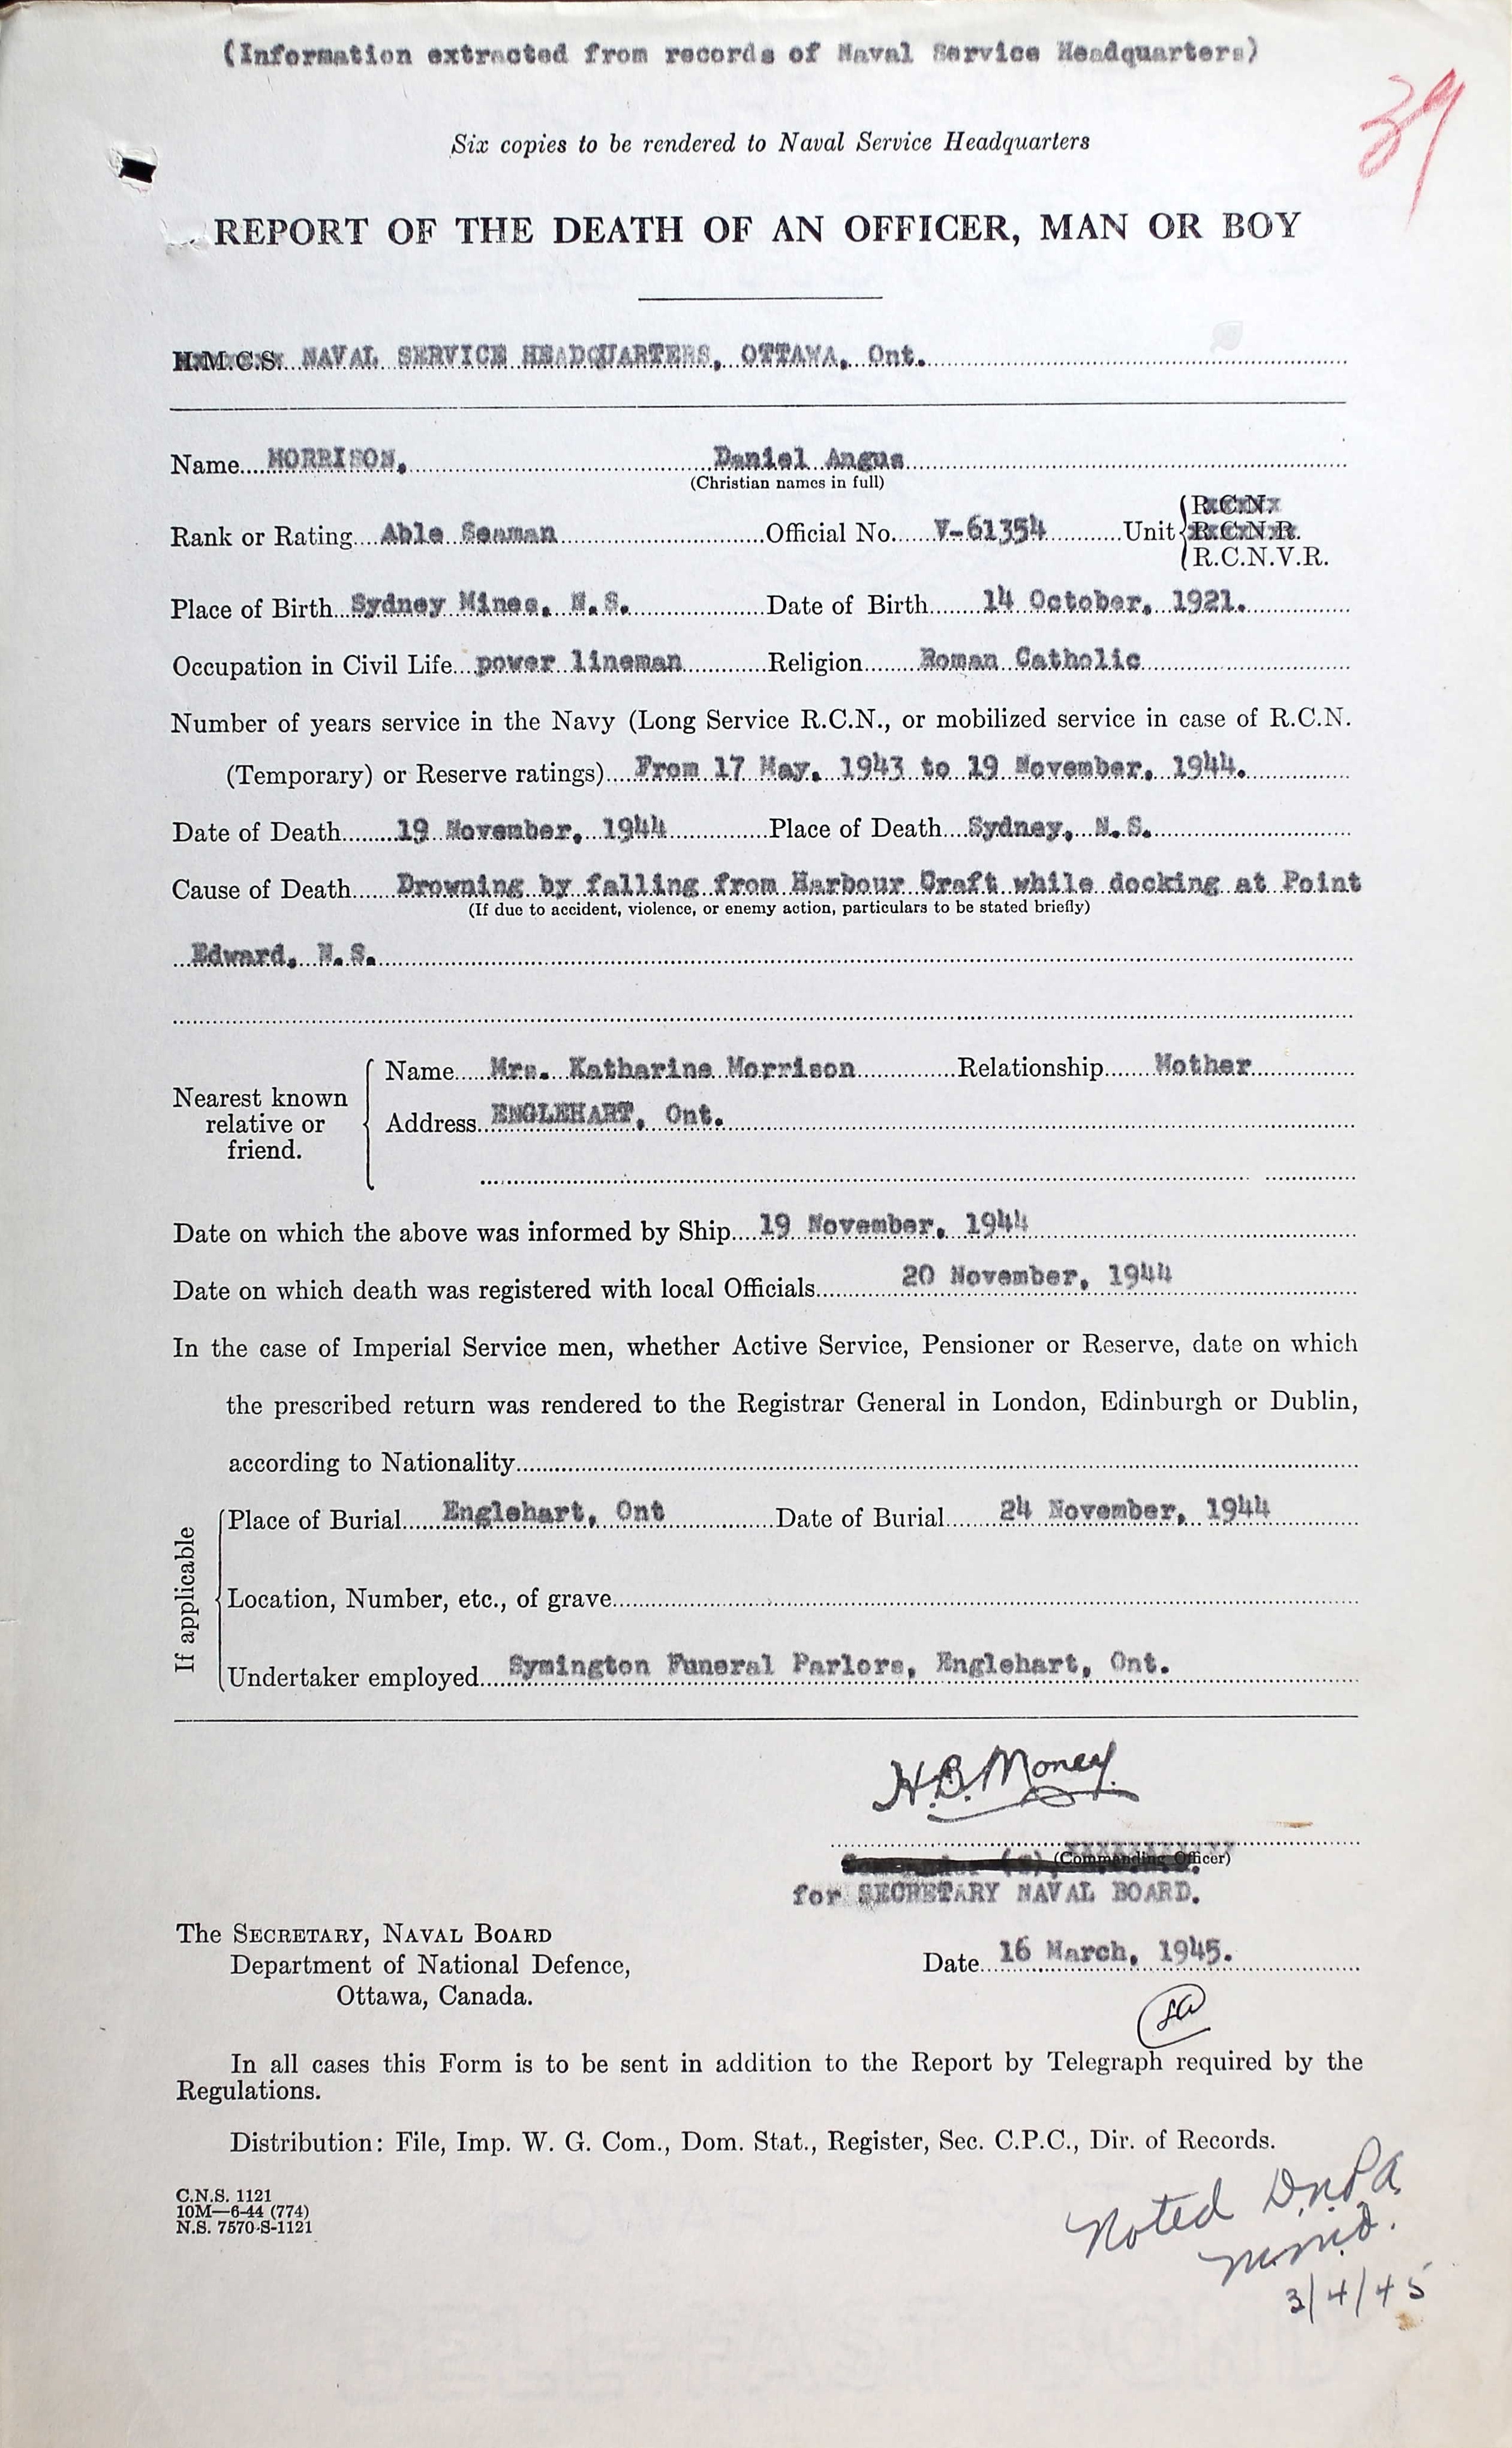 (Information extracted from records of Naval Service Headquarters)
39
Six copies to be rendered to Naval Service Headquarters
REPORT OF THE DEATH OF AN OFFICER, MAN OR BOY
H.M.C.S. NAVAL SERVICE HEADQUARTERS, OTTAWA, Ont.
Name MORRISON, Daniel Angus
(Christian names in full)
R.C.N.
Rank or Rating Able Seaman Official No. V-61354 Unit R.C.N.R.
R.C.N.V.R.
Place of Birth Sydney Mines, N.S. Date of Birth 14 October, 1921.
Occupation in Civil Life power lineman Religion Roman Catholic
Number of years service in the Navy (Long Service R.C.N., or mobilized service in case of R.C.N.
(Temporary) or Reserve ratings) From 17 May, 1943 to 19 November, 1944.
Date of Death 19 November, 1944 Place of Death Sydney, N.S.
Cause of Death Drowning by falling from Harbour Craft while docking at Point
(If due to accident, violence, or enemy action, particulars to be stated briefly)
Edward, N.S.
Nearest known relative or friend.
Name Mrs. Katharine Morrison Relationship Mother
Address ENGLEHART, Ont.
Date on which the above was informed by Ship 19 November, 1944
Date on which death was registered with local Officials 20 November, 1944
In the case of Imperial Service men, whether Active Service, Pensioner or Reserve, date on which
the prescribed return was rendered to the Registrar General in London, Edinburgh or Dublin,
according to Nationality
If applicable
Place of Burial Englehart, Ont Date of Burial 24 November, 1944
Location, Number, etc., of grave
Undertaker employed Symington Funeral Parlors, Englehart, Ont.
H.B. Money.
(Commanding Officer)
for SECRETARY NAVAL BOARD.
The SECRETARY, NAVAL BOARD
Department of National Defence,
Ottawa, Canada.
Date 16 March, 1945.
In all cases this Form is to be sent in addition to the Report by Telegraph required by the
Regulations.
Distribution: File, Imp. W. G. Com., Dom. Stat., Register, Sec. C.P.C., Dir. of Records.
C.N.S. 1121
10M—6-44 (774)
N.S. 7570-S-1121
Noted D.N.P.A.
3/4/45